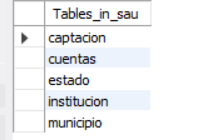 Tables_in_sau
captacion
cuentas
estado
institucion
municipio